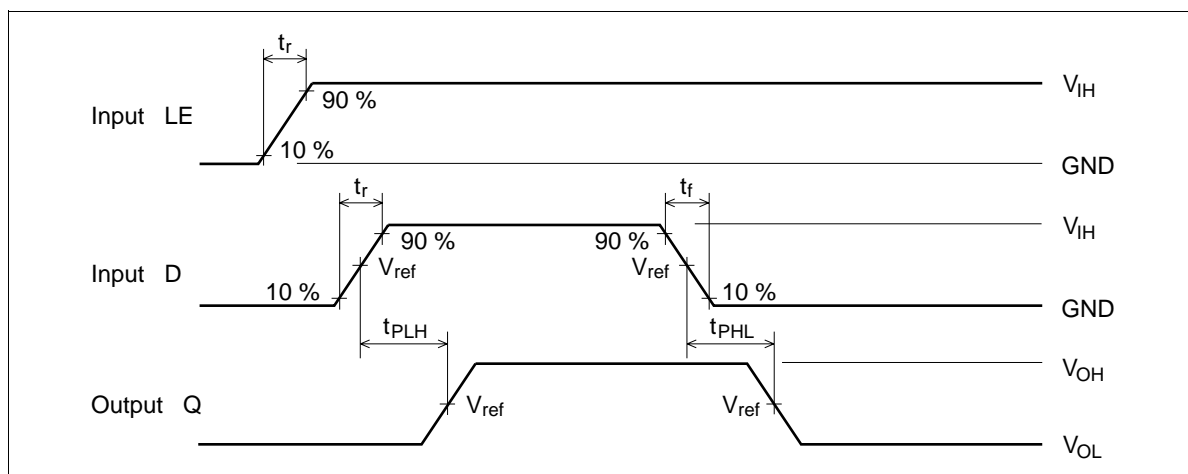 tr
VIH
90 %
Input LE
10 %
GND
tr
tf
VIH
90 %
90 %
Vref
Vref
Input D
10 %
10 %
GND
tPLH
tPHL
VOH
Output Q
Vref
Vref
VOL